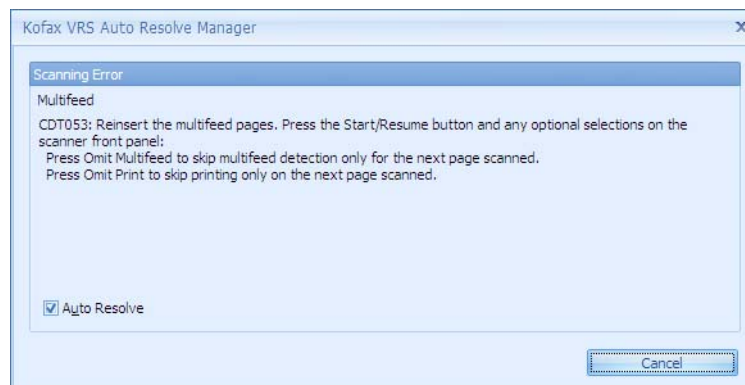 Kofax VRS Auto Resolve Manager
x
Scanning Error
Multifeed
CDT053: Reinsert the multifeed pages. Press the Start/Resume button and any optional selections on the
scanner front panel:
Press Omit Multifeed to skip multifeed detection only for the next page scanned.
Press Omit Print to skip printing only on the next page scanned.
Auto Resolve
Cancel